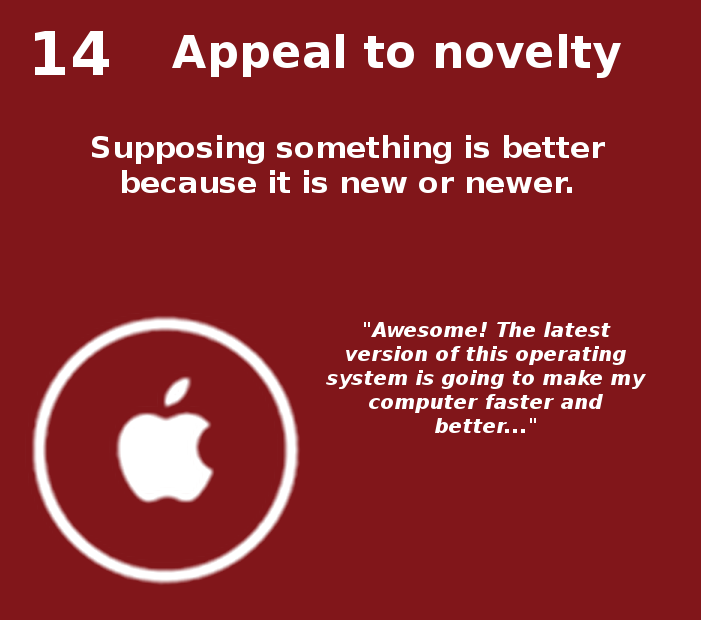 14 Appeal to novelty
Supposing something is better
because it is new or newer.
"Awesome! The latest
version of this operating
system is going to make my
computer faster and
better..."